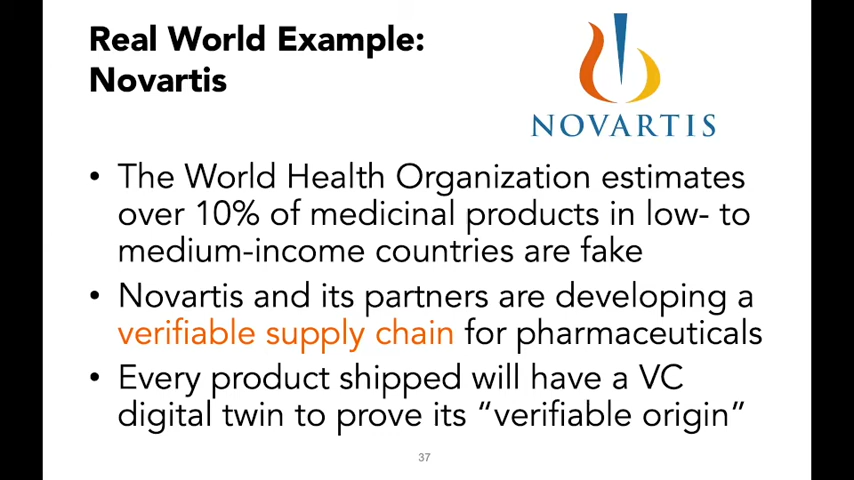 Real World Example:
Novartis
NOVARTIS
• The World Health Organization estimates
over 10% of medicinal products in low- to
medium-income countries are fake
• Novartis and its partners are developing a
verifiable supply chain for pharmaceuticals
• Every product shipped will have a VC
digital twin to prove its “verifiable origin”
37